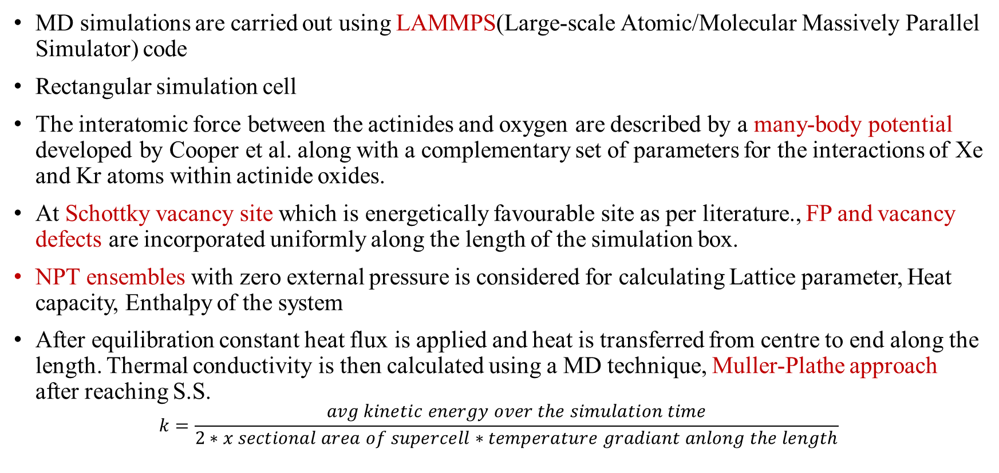 • MD simulations are carried out using LAMMPS(Large-scale Atomic/Molecular Massively Parallel
Simulator) code
• Rectangular simulation cell
• The interatomic force between the actinides and oxygen are described by a many-body potential
developed by Cooper et al. along with a complementary set of parameters for the interactions of Xe
and Kr atoms within actinide oxides.
• At Schottky vacancy site which is energetically favourable site as per literature., FP and vacancy
defects are incorporated uniformly along the length of the simulation box.
• NPT ensembles with zero external pressure is considered for calculating Lattice parameter, Heat
capacity, Enthalpy of the system
• After equilibration constant heat flux is applied and heat is transferred from centre to end along the
length. Thermal conductivity is then calculated using a MD technique, Muller-Plathe approach
after reaching S.S.
avg kinetic energy over the simulation time
k =
2 * x sectional area of supercell * temperature gradiant anlong the length